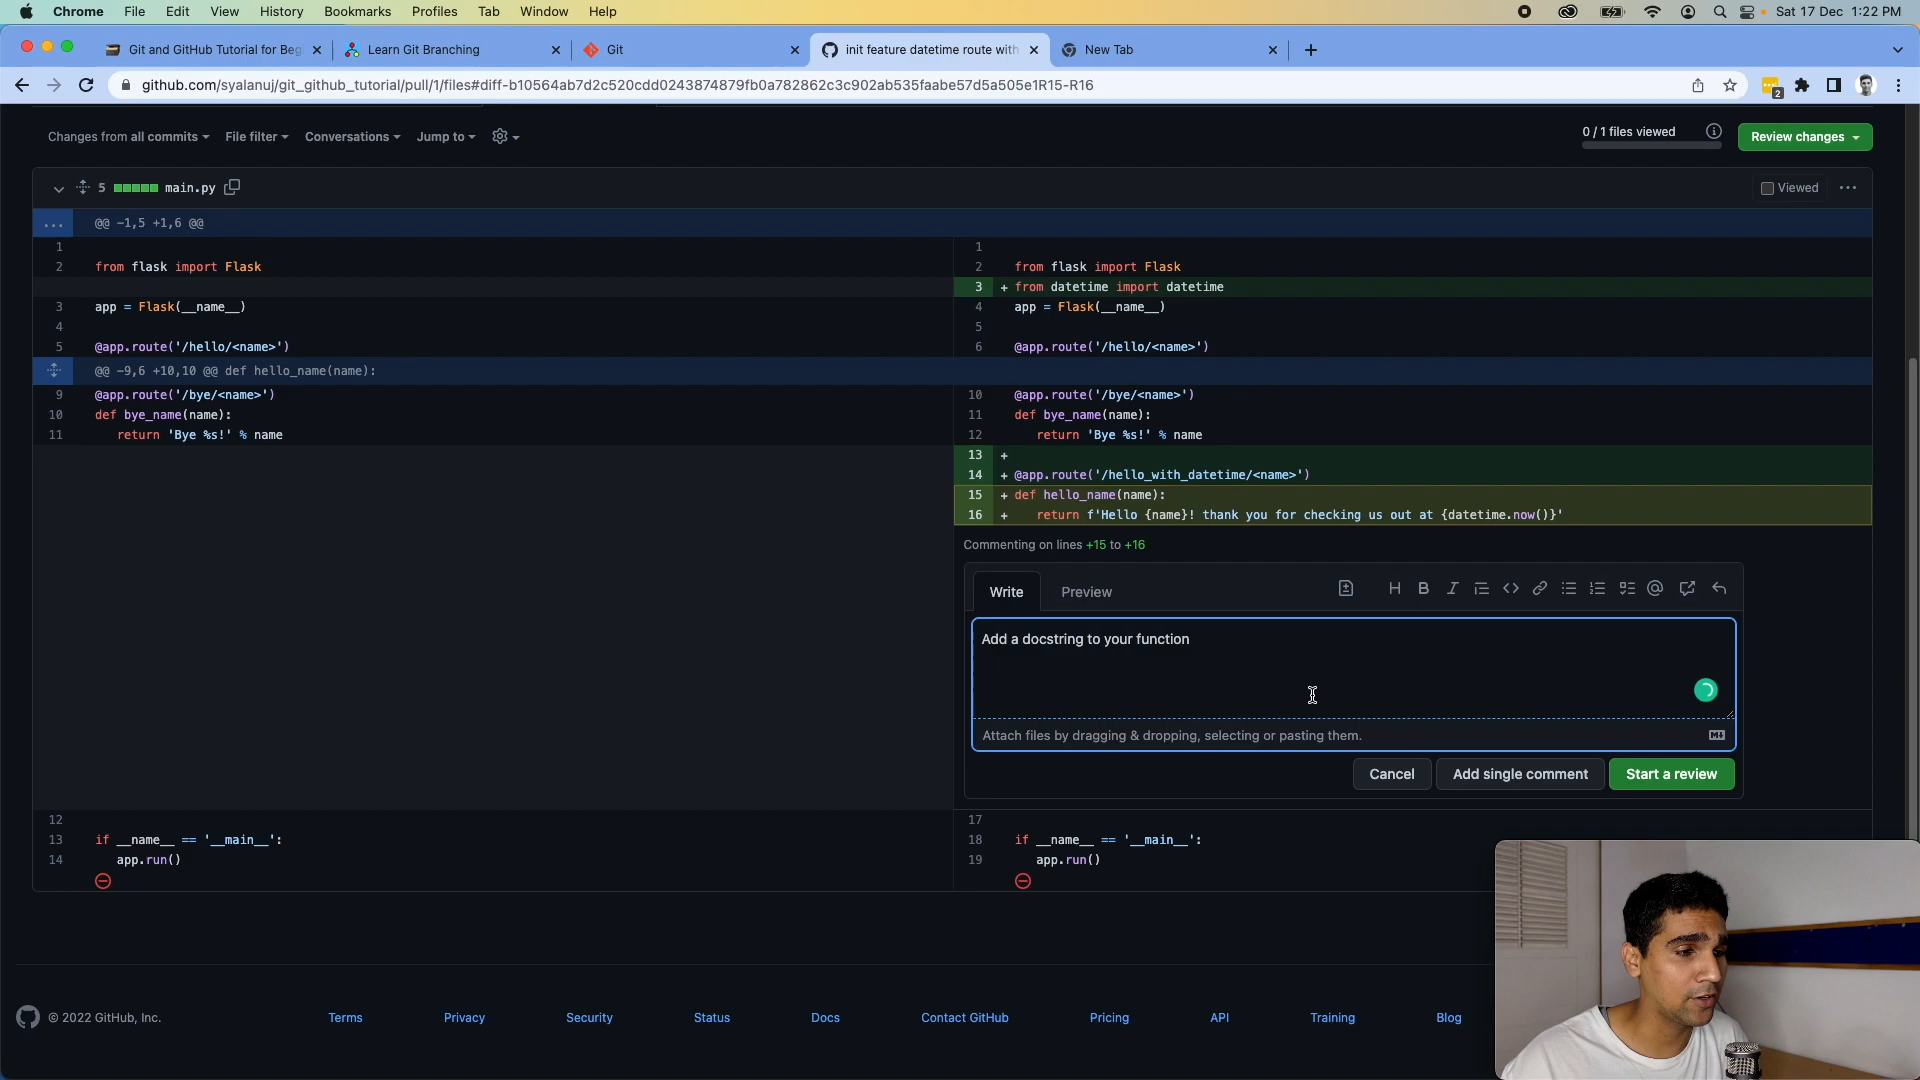 Chrome File Edit View History Bookmarks Profiles Tab Window Help Sat 17 Dec 1:22 PM
Git and GitHub Tutorial for Beg Learn Git Branching Git init feature datetime route with New Tab
github.com/syalanuj/git_github_tutorial/pull/1/files#diff-b10564ab7d2c520cdd0243874879fb0a782862c3c902ab535faabe57d5a505e1R15-R16 2
Changes from all commits File filter Conversations Jump to 0 / 1 files viewed Review changes
5 main.py Viewed
... @@ -1,5 +1,6 @@
1 1
2 from flask import Flask 2 from flask import Flask
3 + from datetime import datetime
3 app = Flask(__name__) 4 app = Flask(__name__)
4 5
5 @app.route('/hello/<name>') 6 @app.route('/hello/<name>')
@@ -9,6 +10,10 @@ def hello_name(name):
9 @app.route('/bye/<name>') 10 @app.route('/bye/<name>')
10 def bye_name(name): 11 def bye_name(name):
11 return 'Bye %s!' % name 12 return 'Bye %s!' % name
13 +
14 + @app.route('/hello_with_datetime/<name>')
15 + def hello_name(name):
16 + return f'Hello {name}! thank you for checking us out at {datetime.now()}'
Commenting on lines +15 to +16
Write Preview
Add a docstring to your function
Attach files by dragging & dropping, selecting or pasting them.
Cancel Add single comment Start a review
12 17
13 if __name__ == '__main__': 18 if __name__ == '__main__':
14 app.run() 19 app.run()
© 2022 GitHub, Inc. Terms Privacy Security Status Docs Contact GitHub Pricing API Training Blog